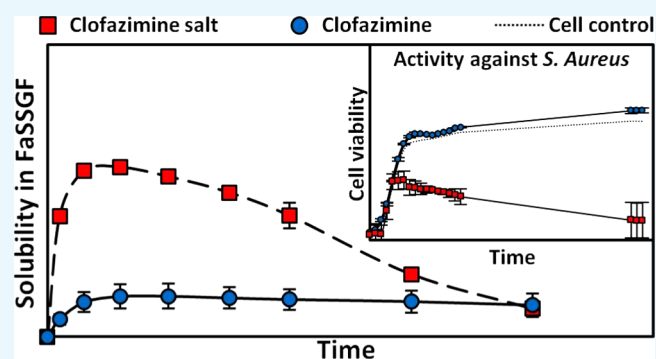 Clofazimine salt Clofazimine Cell control
Activity against S. Aureus
Cell viability
Time
Solubility in FaSSGF
Time